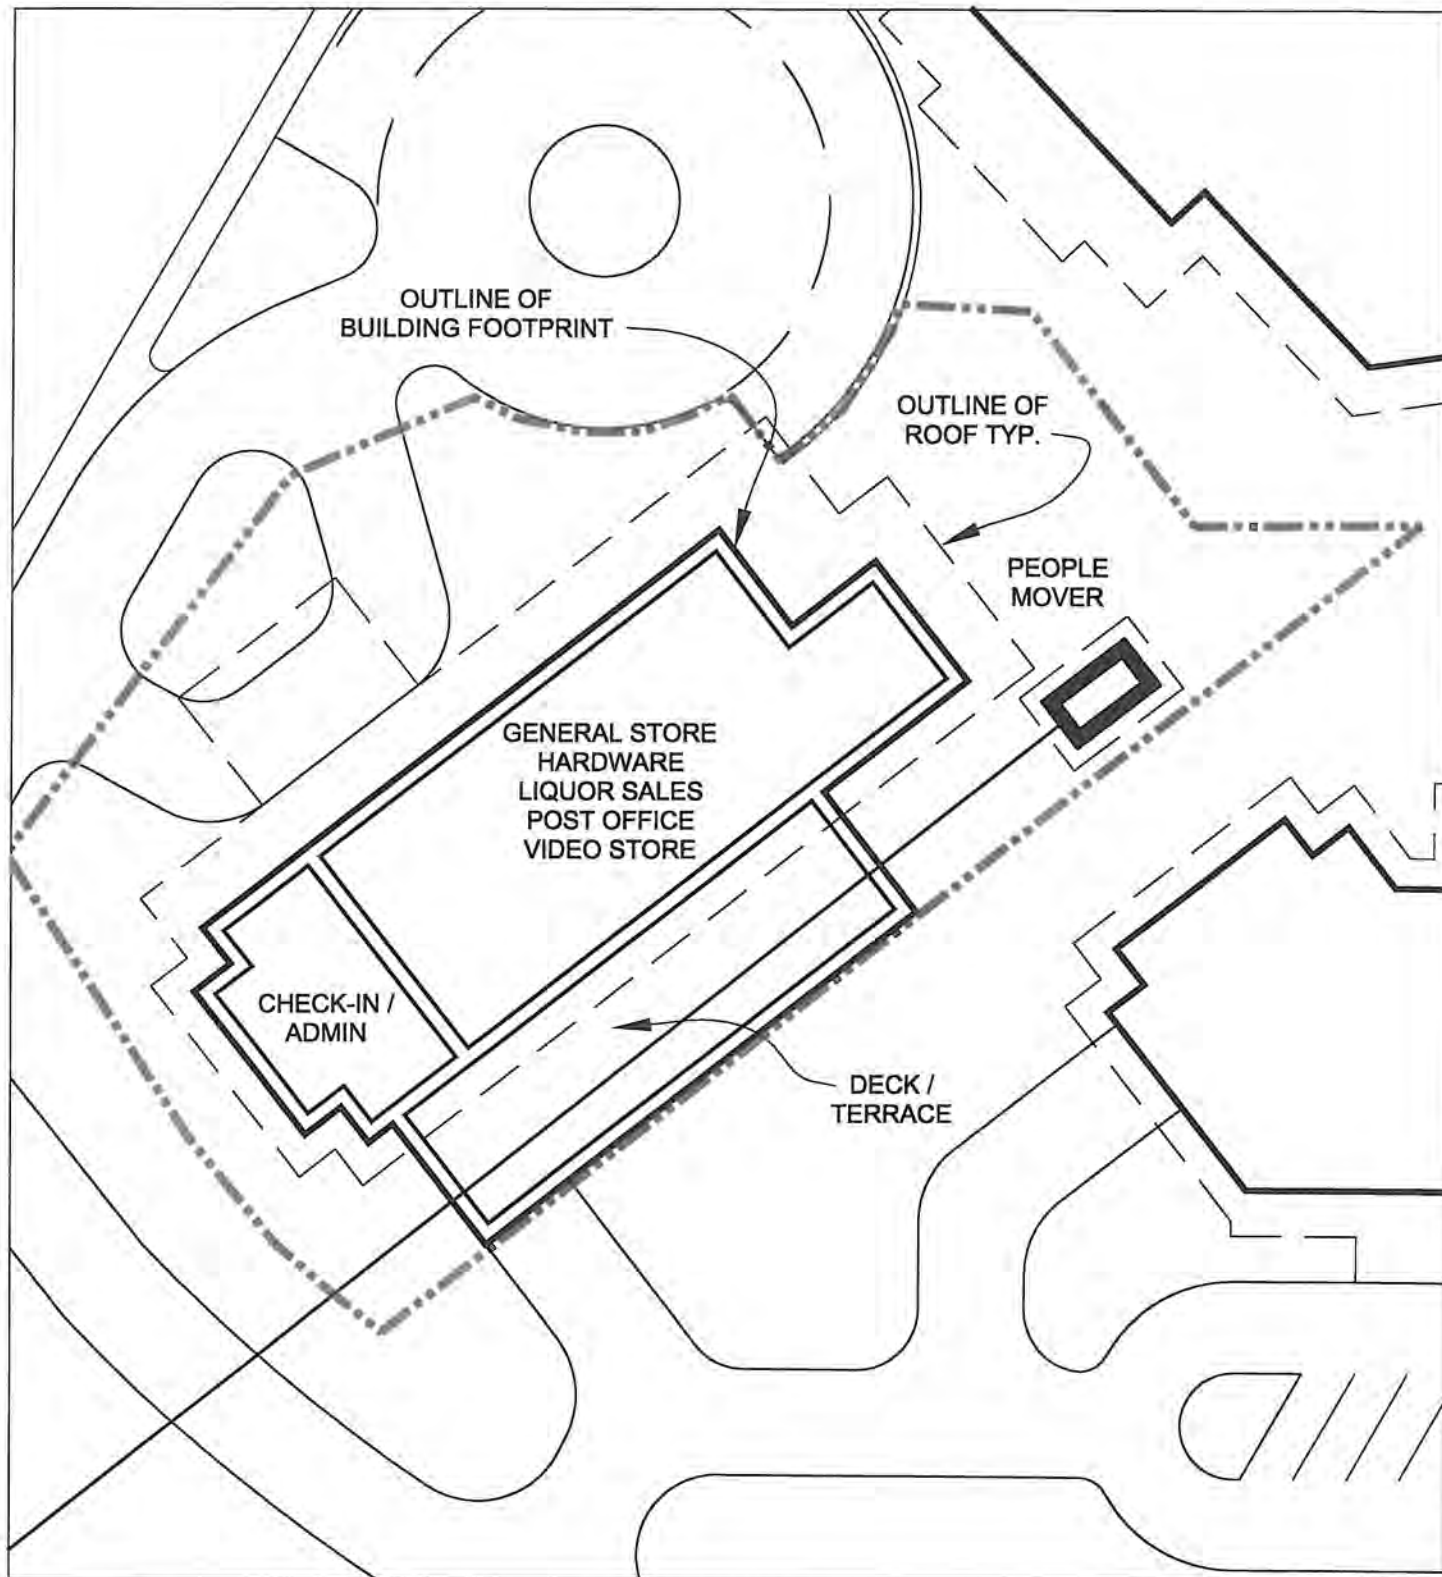 OUTLINE OF
BUILDING FOOTPRINT
OUTLINE OF
ROOF TYP.
PEOPLE
MOVER
GENERAL STORE
HARDWARE
LIQUOR SALES
POST OFFICE
VIDEO STORE
CHECK-IN /
ADMIN
DECK /
TERRACE